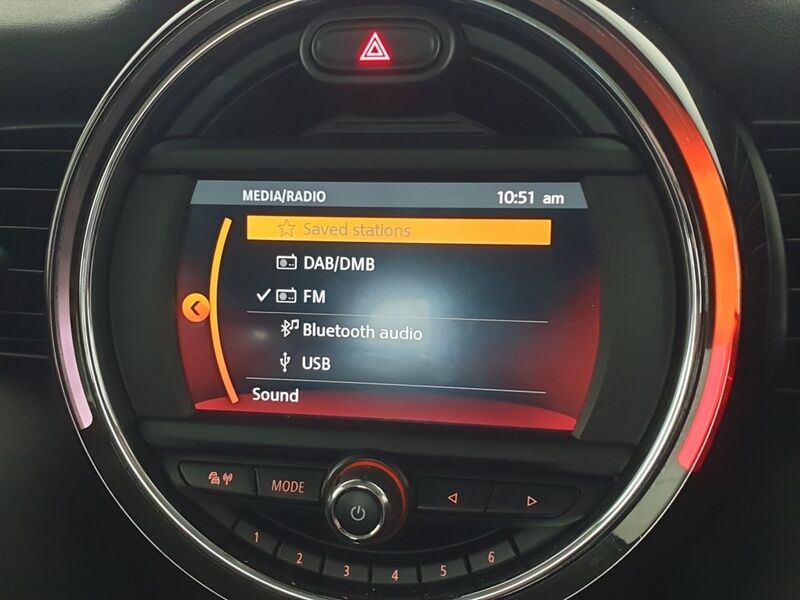 MEDIA/RADIO 10:51 am
Saved stations
DAB/DMB
FM
Bluetooth audio
USB
Sound
MODE
1 2 3 4 5 6